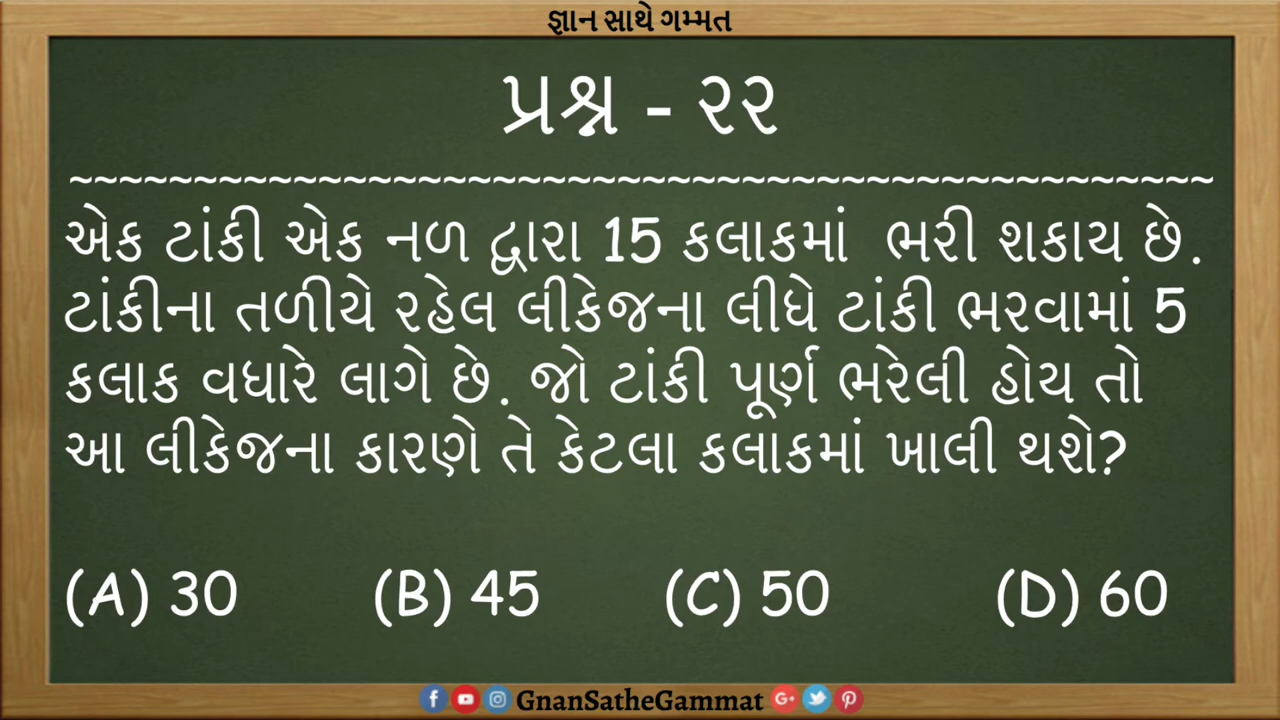 જ્ઞાન સાથે ગમ્મત
પ્રશ્ન - ૨૨
~~~~~~~~~~~~~~~~~~~~~~~~~~~~~~~~~~~~~~~~~~~~~~
એક ટાંકી એક નળ દ્વારા 15 કલાકમાં ભરી શકાય છે.
ટાંકીના તળીયે રહેલ લીકેજના લીધે ટાંકી ભરવામાં 5
કલાક વધારે લાગે છે. જો ટાંકી પૂર્ણ ભરેલી હોય તો
આ લીકેજના કારણે તે કેટલા કલાકમાં ખાલી થશે?
(A) 30 (B) 45 (C) 50 (D) 60
GnanSatheGammat